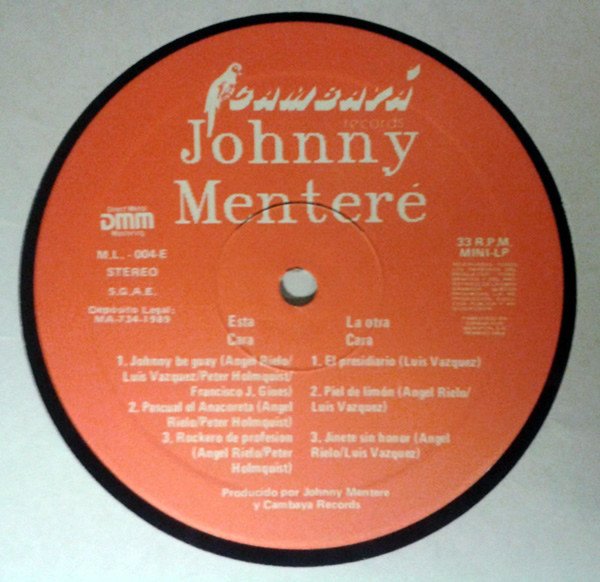 CAMBAYÁ
records
Johnny
Menteré
Direct Metal
DMM
Mastering
M.L. - 004-E
STEREO
S.G.A.E.
Depósito Legal:
MA-734-1989
33 R.P.M.
MINI-LP
Esta
Cara
1. Johnny be guay (Angel Rielo/
Luis Vazquez/Peter Holmquist/
Francisco J. Gines)
2. Pascual el Anacoreta (Angel
Rielo/Peter Holmquist)
3. Rockero de profesion
(Angel Rielo/Peter
Holmquist)
La otra
Cara
1. El presidiario (Luis Vazquez)
2. Piel de limón (Angel Rielo/
Luis Vazquez)
3. Jinete sin honor (Angel
Rielo/Luis Vazquez)
Producido por Johnny Mentere
y Cambaya Records